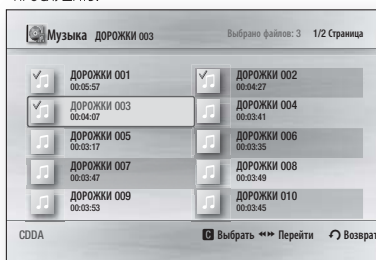 Музыка ДОРОЖКИ 003 Выбрано файлов: 3 1/2 Страница
ДОРОЖКИ 001
00:05:57
ДОРОЖКИ 002
00:04:27
ДОРОЖКИ 003
00:04:07
ДОРОЖКИ 004
00:03:41
ДОРОЖКИ 005
00:03:17
ДОРОЖКИ 006
00:03:35
ДОРОЖКИ 007
00:03:47
ДОРОЖКИ 008
00:03:49
ДОРОЖКИ 009
00:03:53
ДОРОЖКИ 010
00:03:45
CDDA C Выбрать Перейти Возврат